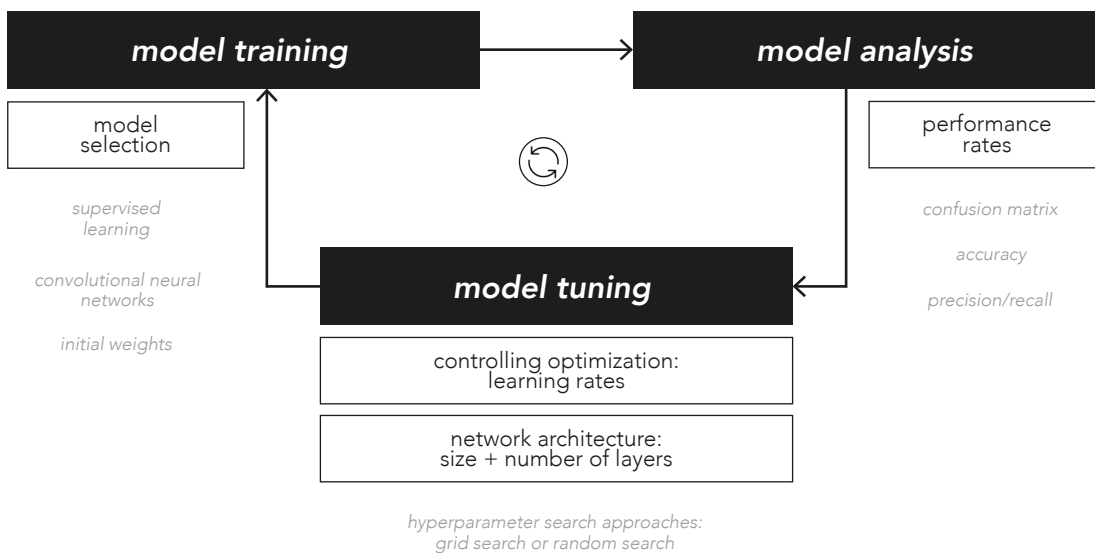 model training
model analysis
model
selection
performance
rates
supervised
learning
convolutional neural
networks
initial weights
confusion matrix
accuracy
precision/recall
model tuning
controlling optimization:
learning rates
network architecture:
size + number of layers
hyperparameter search approaches:
grid search or random search